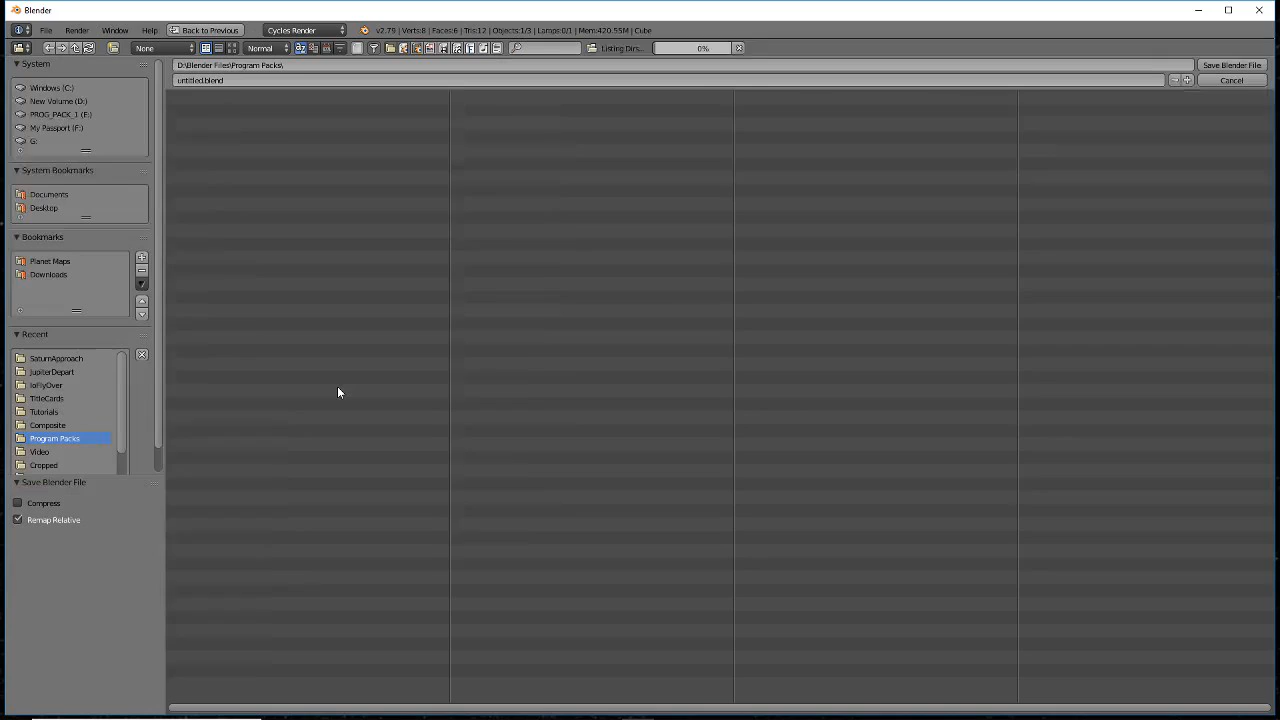 Blender
File Render Window Help Back to Previous Cycles Render v2.79 | Verts:8 | Faces:6 | Tris:12 | Objects:1/3 | Lamps:0/1 | Mem:420.55M | Cube
None Normal Listing Dirs... 0%
System
D:\Blender Files\Program Packs\ Save Blender File
untitled.blend Cancel
Windows (C:)
New Volume (D:)
PROG_PACK_1 (E:)
My Passport (F:)
G:
System Bookmarks
Documents
Desktop
Bookmarks
Planet Maps
Downloads
Recent
SaturnApproach
JupiterDepart
IoFlyOver
TitleCards
Tutorials
Composite
Program Packs
Video
Cropped
Save Blender File
Compress
Remap Relative